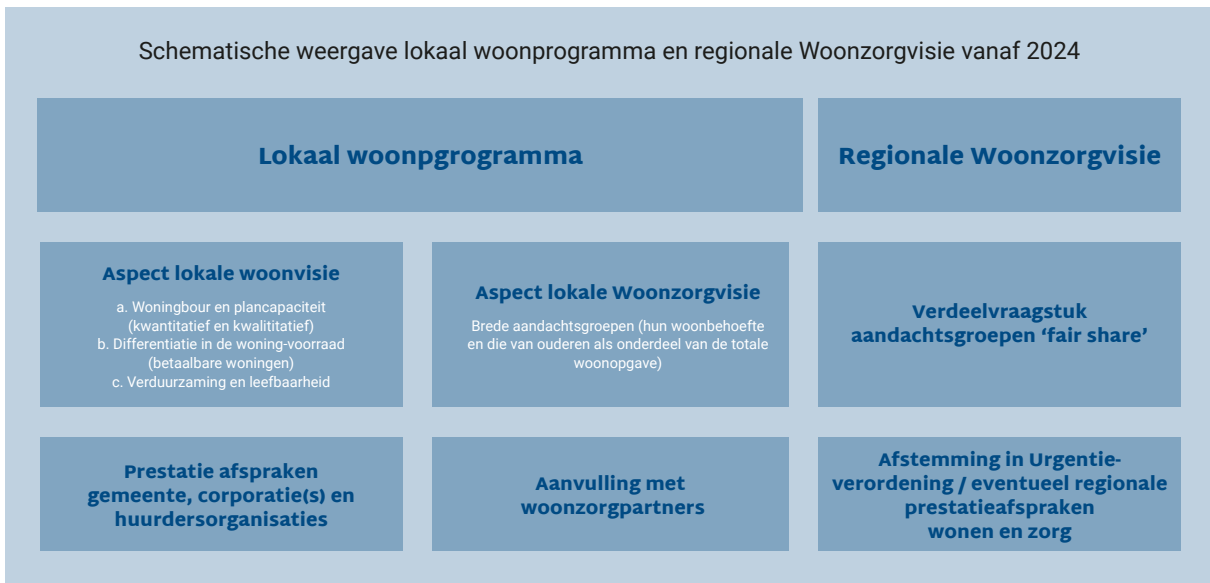 Schematische weergave lokaal woonprogramma en regionale Woonzorgvisie vanaf 2024
Lokaal woonpgrogramma
Regionale Woonzorgvisie
Aspect lokale woonvisie
a. Woningbour en plancapaciteit
(kwantitatief en kwalititatief)
b. Differentiatie in de woning-voorraad
(betaalbare woningen)
c. Verduurzaming en leefbaarheid
Aspect lokale Woonzorgvisie
Brede aandachtsgroepen (hun woonbehoefte
en die van ouderen als onderdeel van de totale
woonopgave)
Verdeelvraagstuk
aandachtsgroepen ‘fair share’
Prestatie afspraken
gemeente, corporatie(s) en
huurdersorganisaties
Aanvulling met
woonzorgpartners
Afstemming in Urgentie-
verordening / eventueel regionale
prestatieafspraken
wonen en zorg